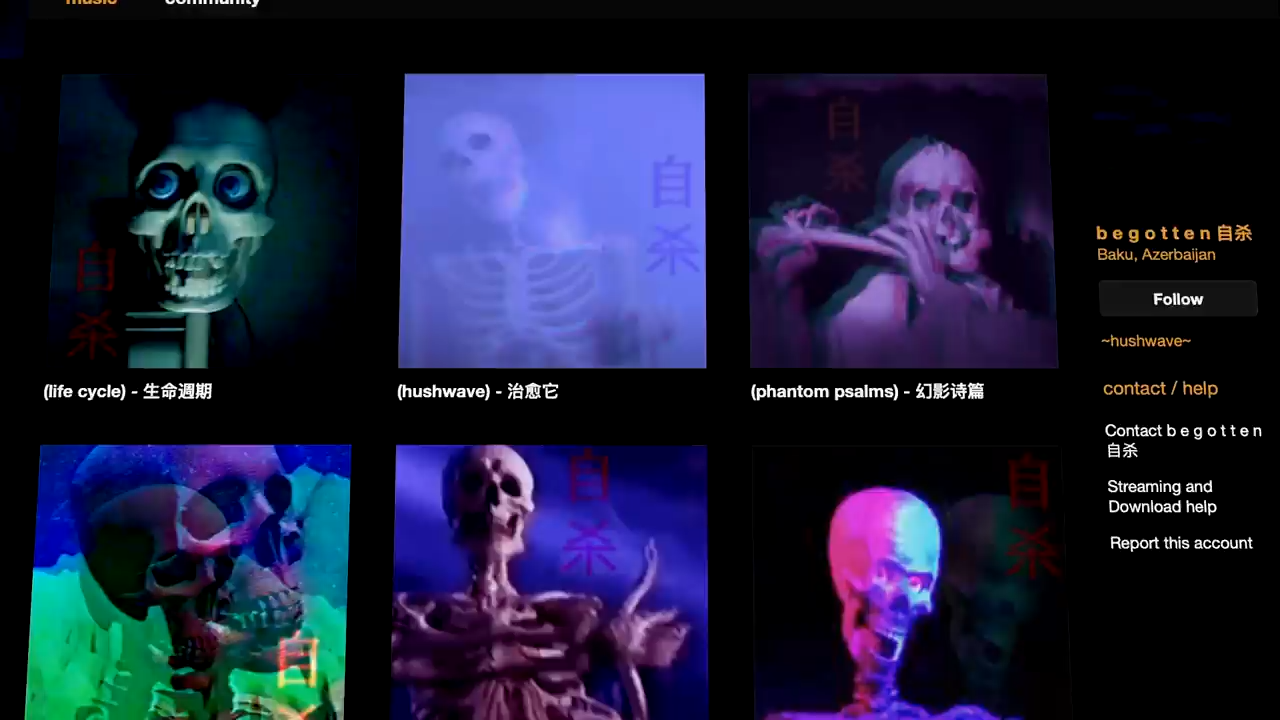 music community
自
杀
自
杀
自
杀
(life cycle) - 生命週期
(hushwave) - 治愈它
(phantom psalms) - 幻影诗篇
b e g o t t e n 自杀
Baku, Azerbaijan
Follow
~hushwave~
contact / help
Contact b e g o t t e n
自杀
Streaming and
Download help
Report this account
自
自
杀
自
杀